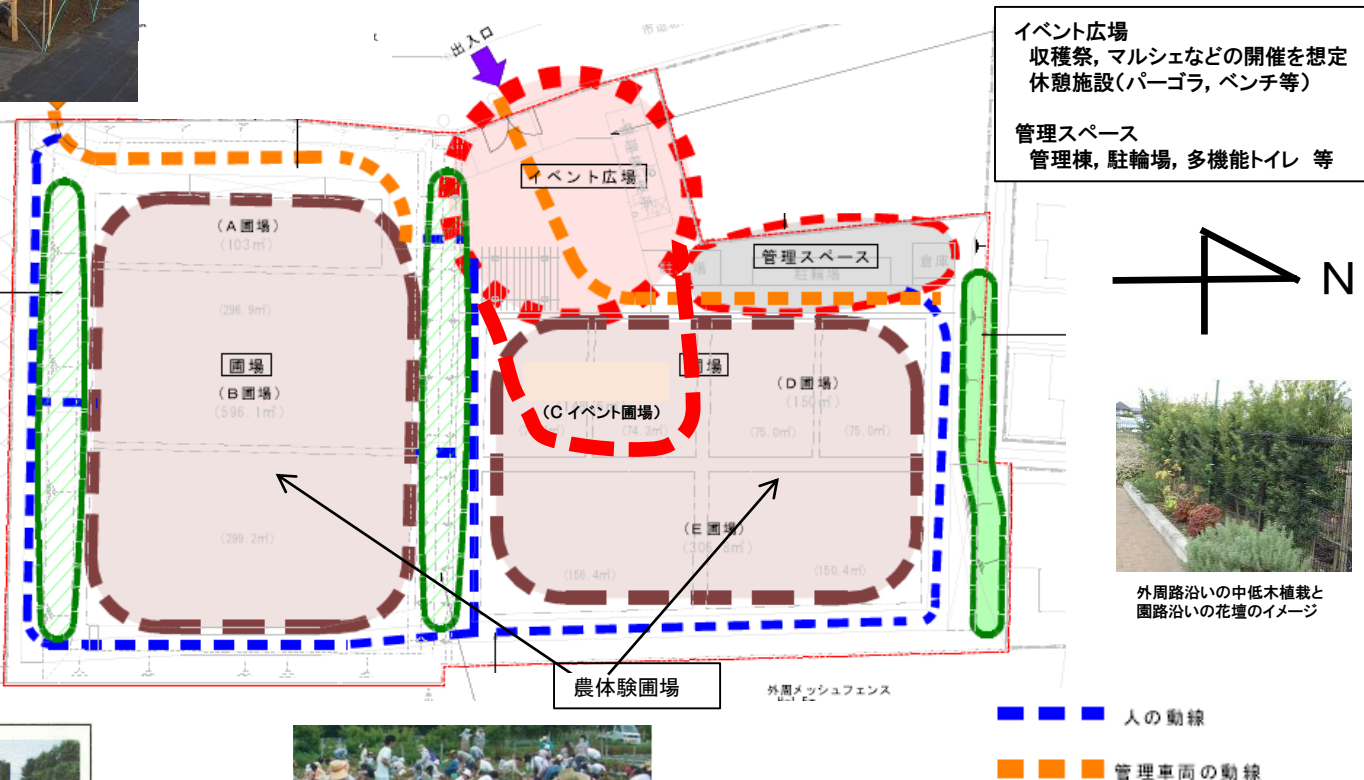 出入口
イベント広場
収穫祭，マルシェなどの開催を想定
休憩施設（パーゴラ，ベンチ等）
管理スペース
管理棟，駐輪場，多機能トイレ　等
イベント広場
管理スペース
駐輪場
倉庫
N
（A圃場）
（103㎡）
（296.9㎡）
圃場
（B圃場）
（596.1㎡）
（299.2㎡）
圃場
（C イベント圃場）
（74.3㎡）
（D圃場）
（150㎡）
（75.0㎡）
（75.0㎡）
（E圃場）
（156.4㎡）
（150.4㎡）
外周路沿いの中低木植栽と
園路沿いの花壇のイメージ
農体験圃場
外周メッシュフェンス
人の動線
管理車両の動線